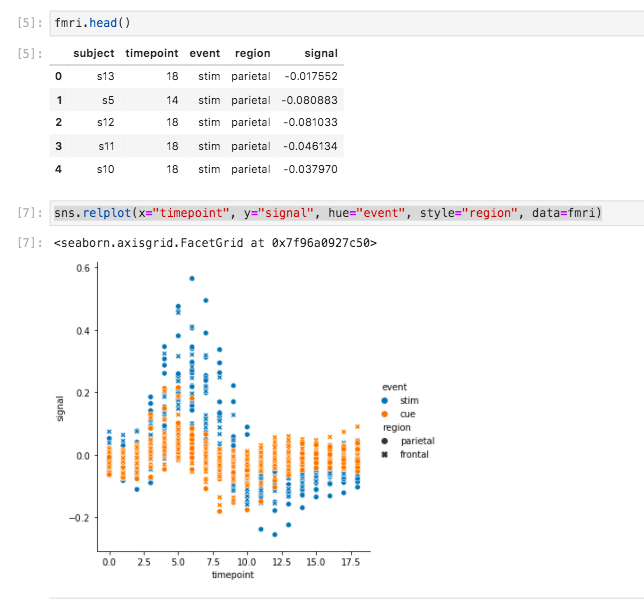 [5]: fmri.head()
[5]: subject timepoint event region signal
0 s13 18 stim parietal -0.017552
1 s5 14 stim parietal -0.080883
2 s12 18 stim parietal -0.081033
3 s11 18 stim parietal -0.046134
4 s10 18 stim parietal -0.037970
[7]: sns.relplot(x="timepoint", y="signal", hue="event", style="region", data=fmri)
[7]: <seaborn.axisgrid.FacetGrid at 0x7f96a0927c50>
0.6
0.4
0.2
0.0
−0.2
signal
0.0 2.5 5.0 7.5 10.0 12.5 15.0 17.5
timepoint
event
stim
cue
region
parietal
frontal